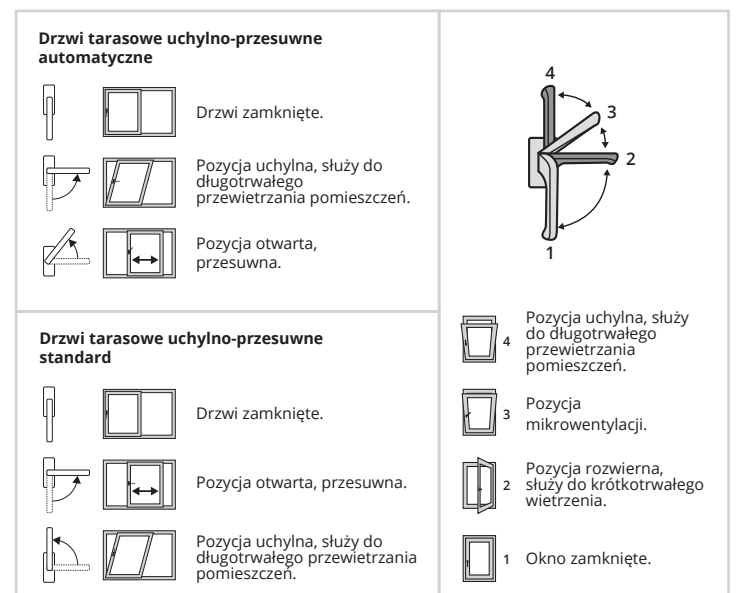 Drzwi tarasowe uchylno-przesuwne
automatyczne
Drzwi zamknięte.
Pozycja uchylna, służy do
długotrwałego
przewietrzania pomieszczeń.
Pozycja otwarta,
przesuwna.
Drzwi tarasowe uchylno-przesuwne
standard
Drzwi zamknięte.
Pozycja otwarta, przesuwna.
Pozycja uchylna, służy do
długotrwałego przewietrzania
pomieszczeń.
4
3
2
1
4 Pozycja uchylna, służy
do długotrwałego
przewietrzania
pomieszczeń.
3 Pozycja
mikrowentylacji.
2 Pozycja rozwierna,
służy do krótkotrwałego
wietrzenia.
1 Okno zamknięte.